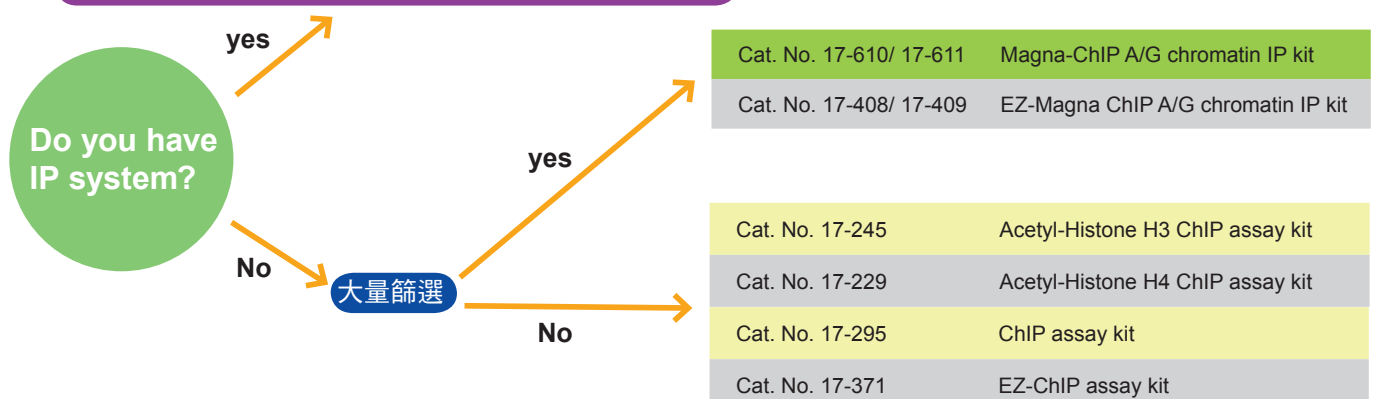 yes
Do you have
IP system?
No
大量篩選
yes
No
Cat. No. 17-610/ 17-611 Magna-ChIP A/G chromatin IP kit
Cat. No. 17-408/ 17-409 EZ-Magna ChIP A/G chromatin IP kit
Cat. No. 17-245 Acetyl-Histone H3 ChIP assay kit
Cat. No. 17-229 Acetyl-Histone H4 ChIP assay kit
Cat. No. 17-295 ChIP assay kit
Cat. No. 17-371 EZ-ChIP assay kit